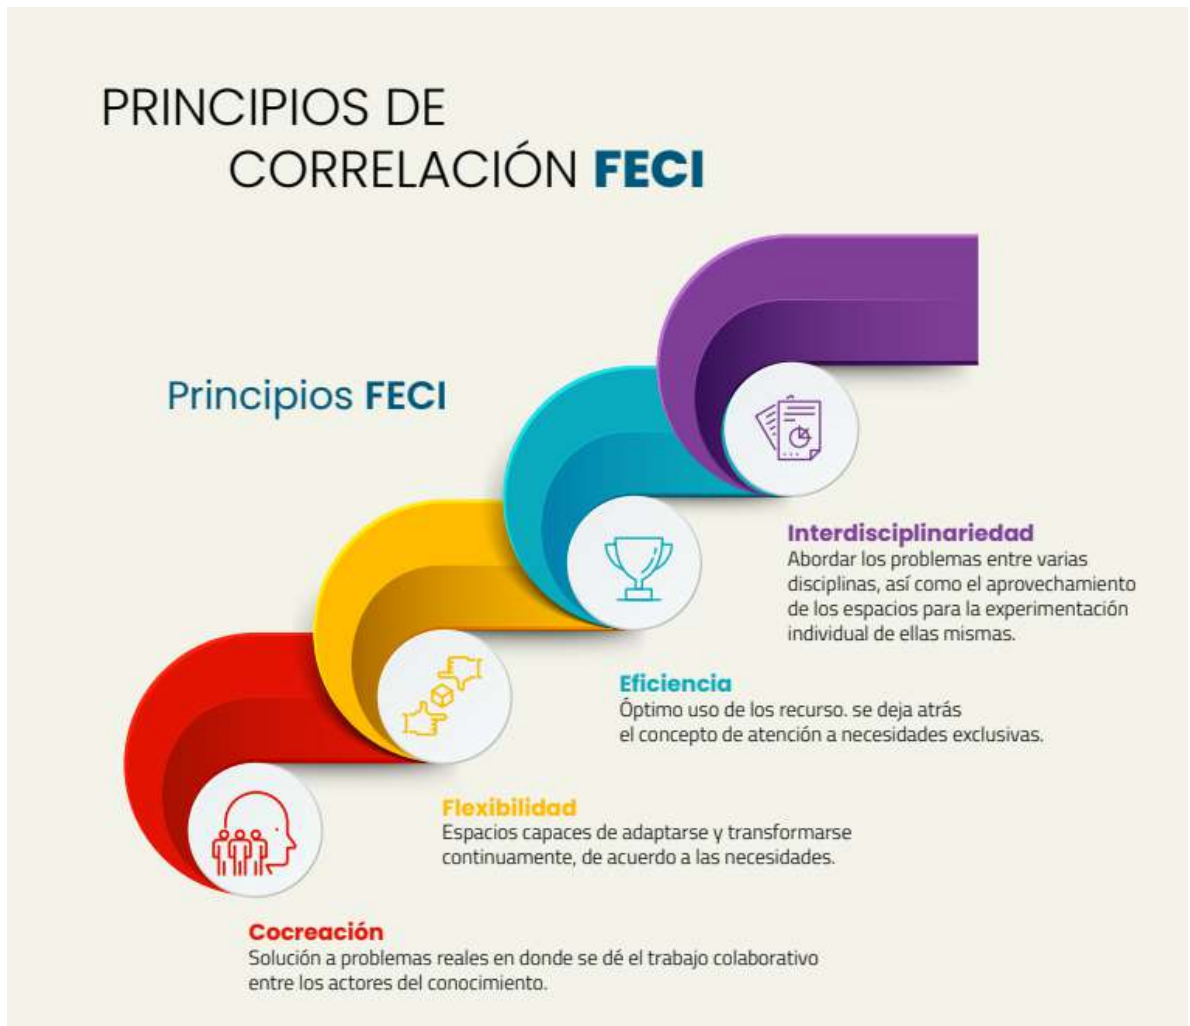 PRINCIPIOS DE
CORRELACIÓN FECI
Principios FECI
Interdisciplinariedad
Abordar los problemas entre varias
disciplinas, así como el aprovechamiento
de los espacios para la experimentación
individual de ellas mismas.
Eficiencia
Óptimo uso de los recurso. se deja atrás
el concepto de atención a necesidades exclusivas.
Flexibilidad
Espacios capaces de adaptarse y transformarse
continuamente, de acuerdo a las necesidades.
Cocreación
Solución a problemas reales en donde se dé el trabajo colaborativo
entre los actores del conocimiento.